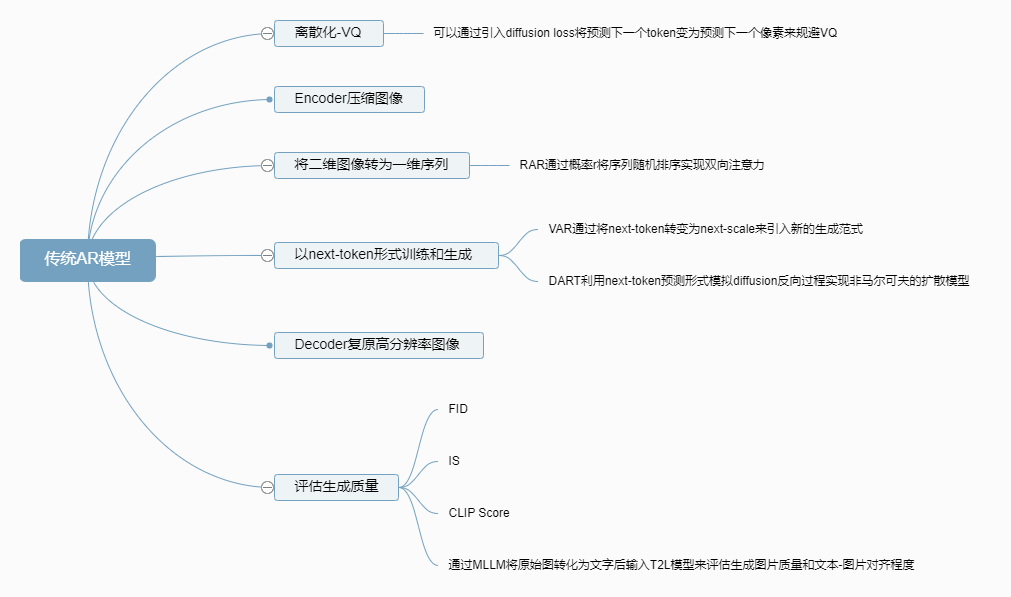 离散化-VQ
可以通过引入diffusion loss将预测下一个token变为预测下一个像素来规避VQ
Encoder压缩图像
将二维图像转为一维序列
RAR通过概率r将序列随机排序实现双向注意力
传统AR模型
以next-token形式训练和生成
VAR通过将next-token转变为next-scale来引入新的生成范式
DART利用next-token预测形式模拟diffusion反向过程实现非马尔可夫的扩散模型
Decoder复原高分辨率图像
评估生成质量
FID
IS
CLIP Score
通过MLLM将原始图转化为文字后输入T2L模型来评估生成图片质量和文本-图片对齐程度